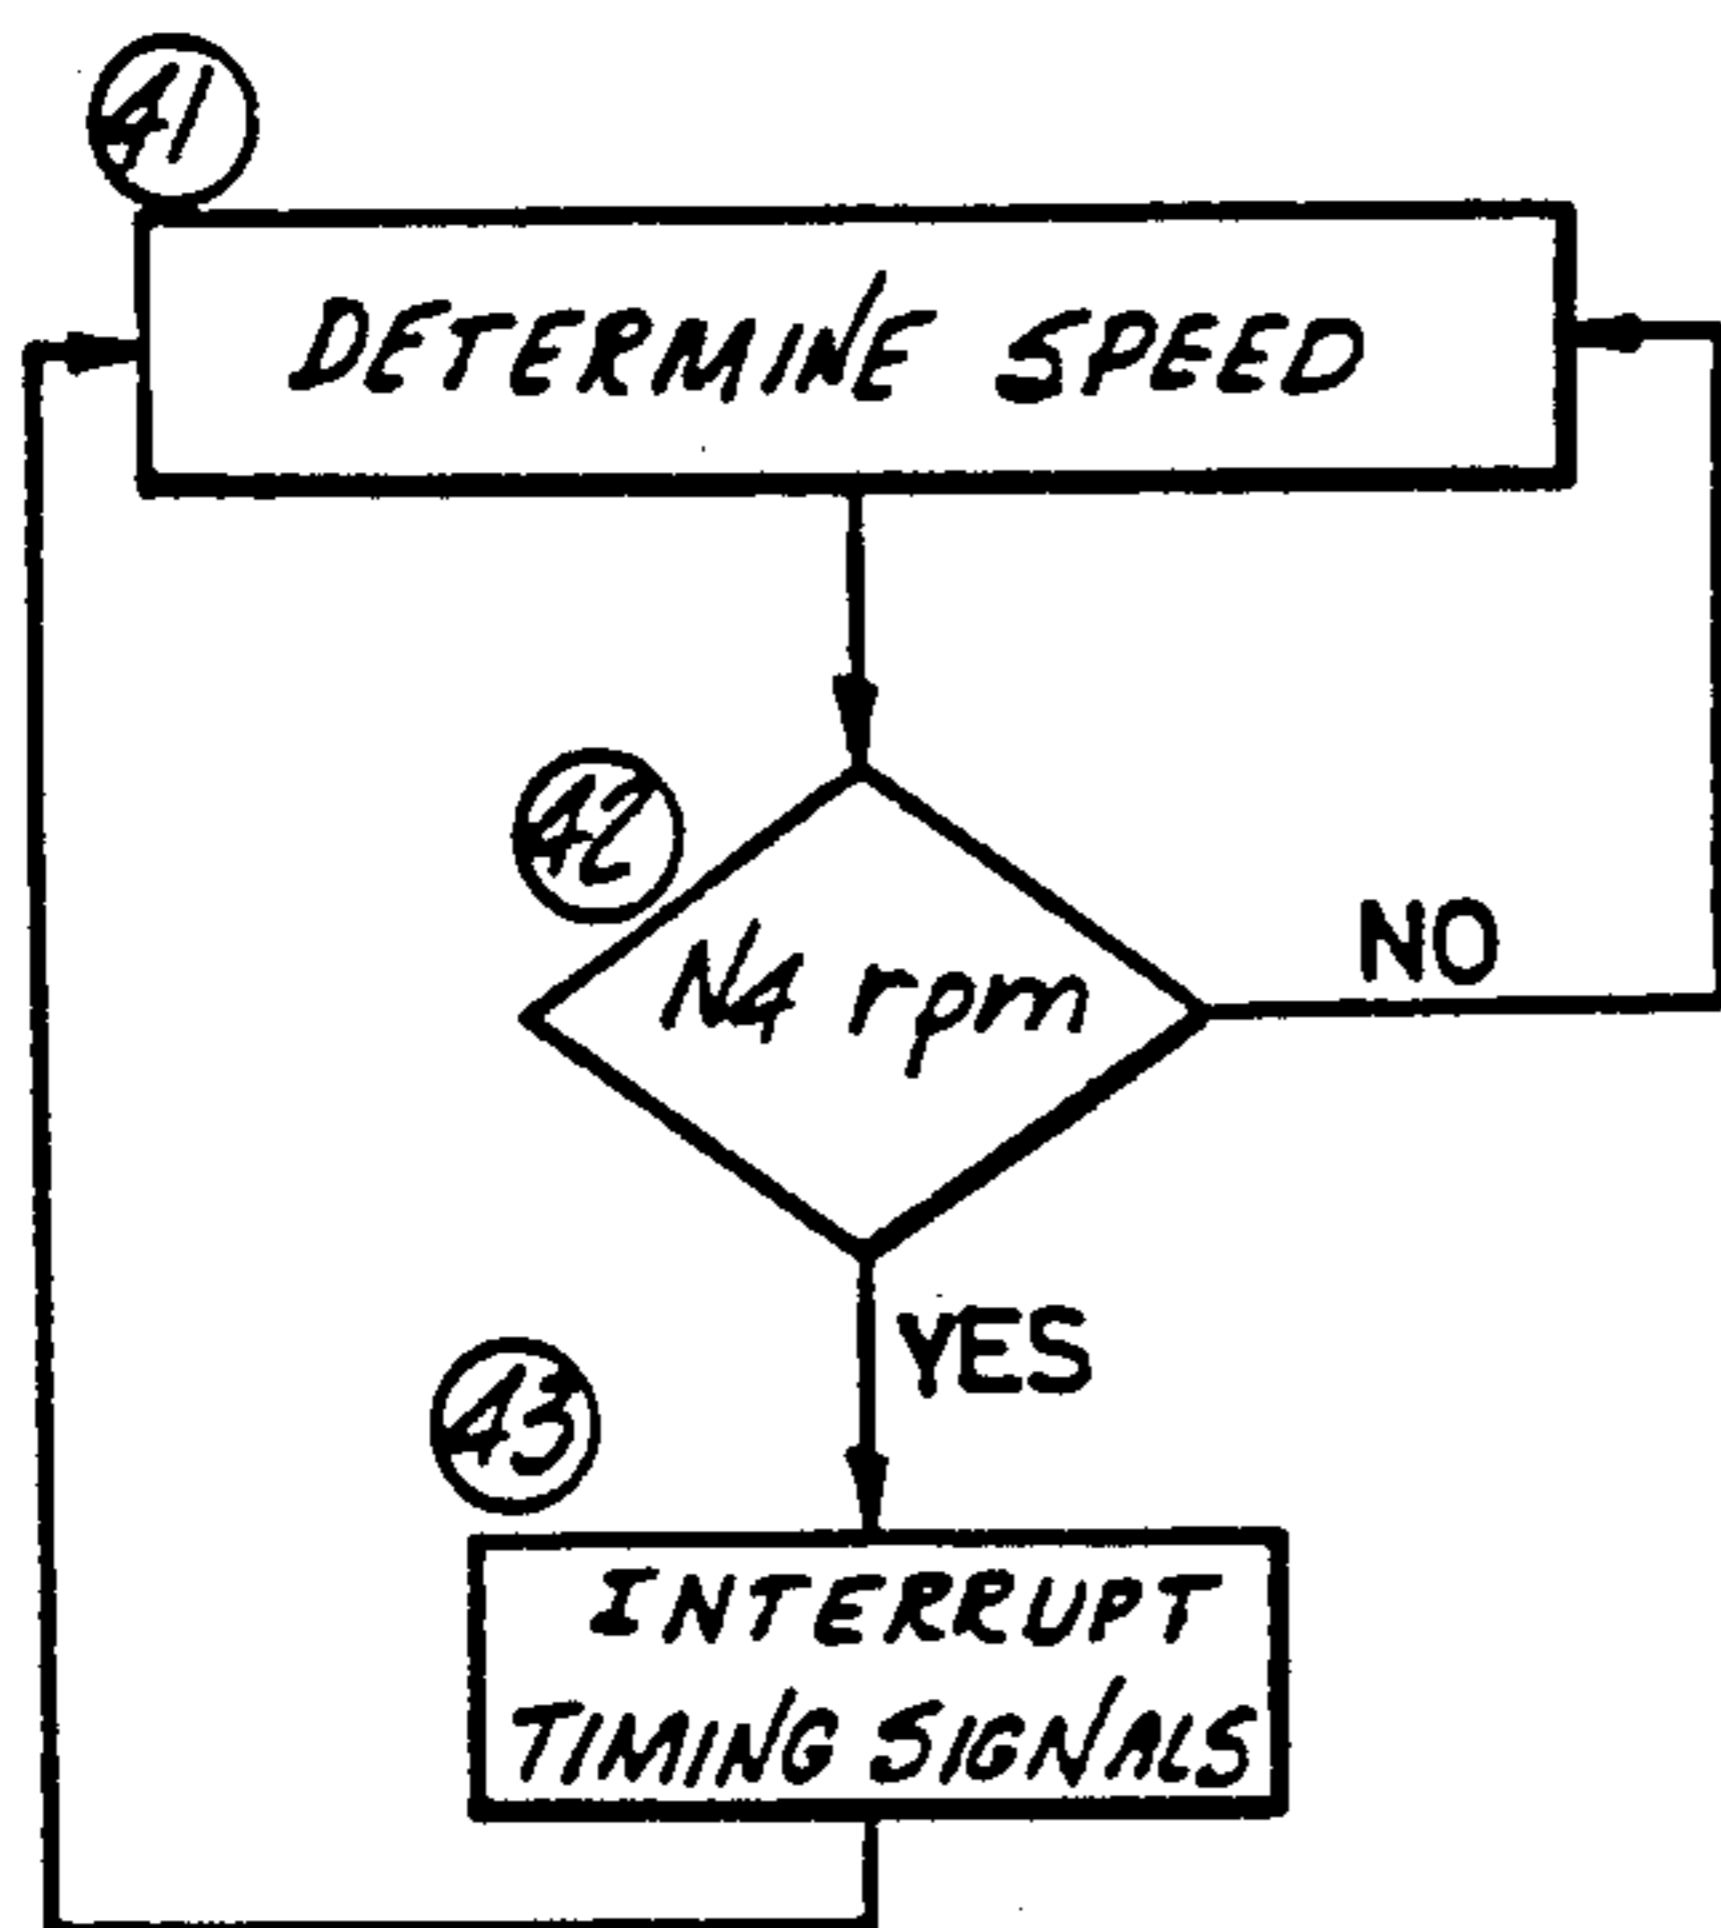 41
DETERMINE SPEED
42
N4 rpm
NO
YES
43
INTERRUPT
TIMING SIGNALS